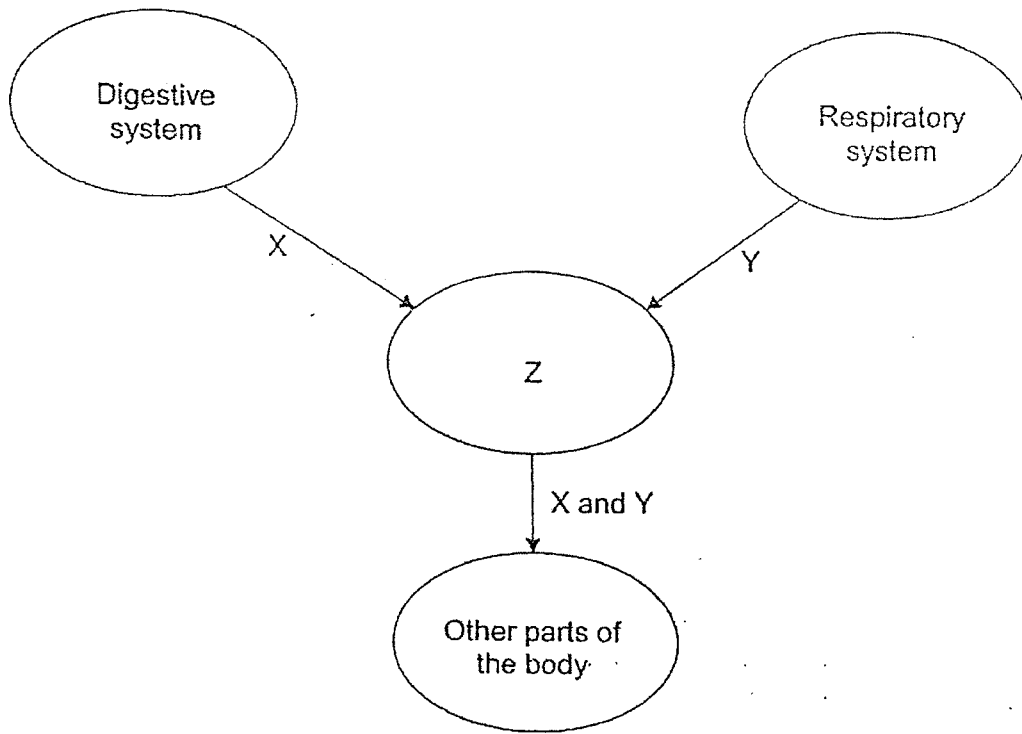 Digestive
system
Respiratory
system
X
Y
Z
X and Y
Other parts of
the body